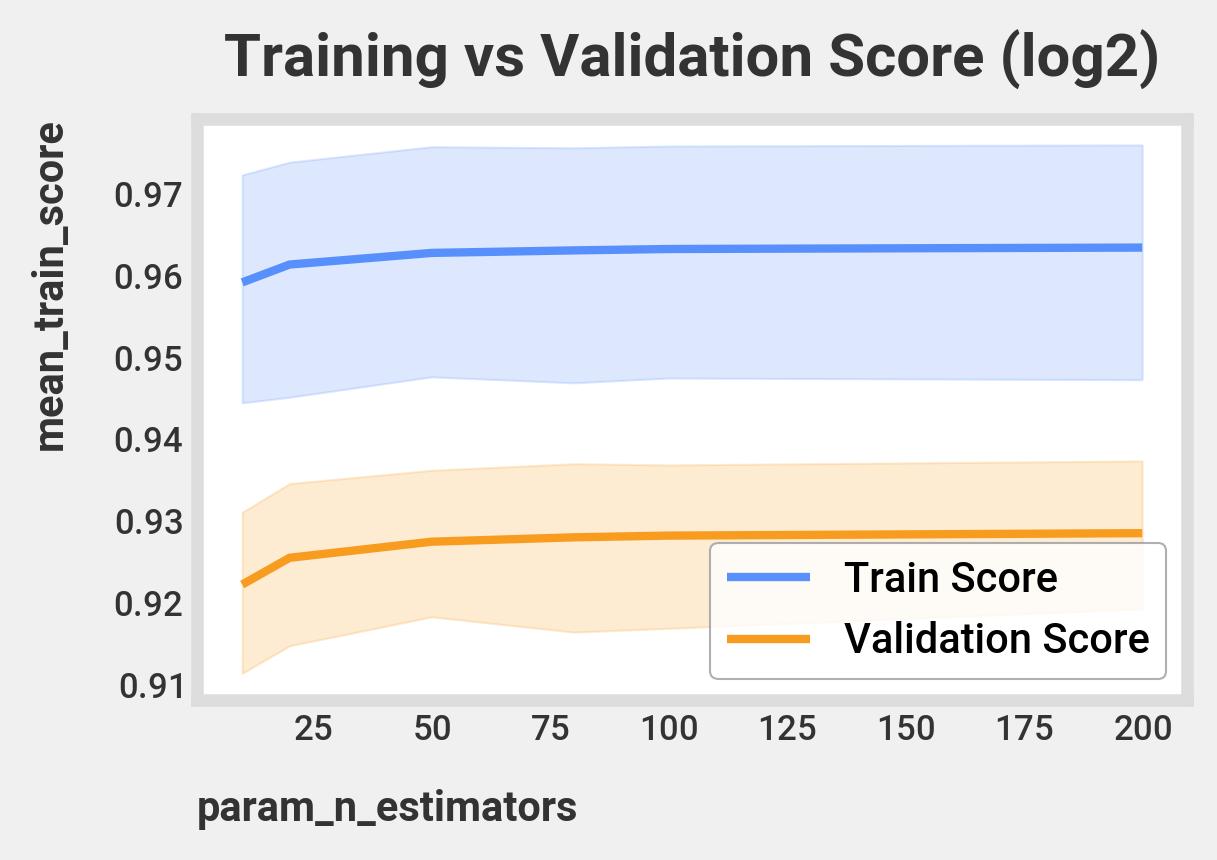 Training vs Validation Score (log2)
mean_train_score
0.97
0.96
0.95
0.94
0.93
0.92
0.91
Train Score
Validation Score
25 50 75 100 125 150 175 200
param_n_estimators